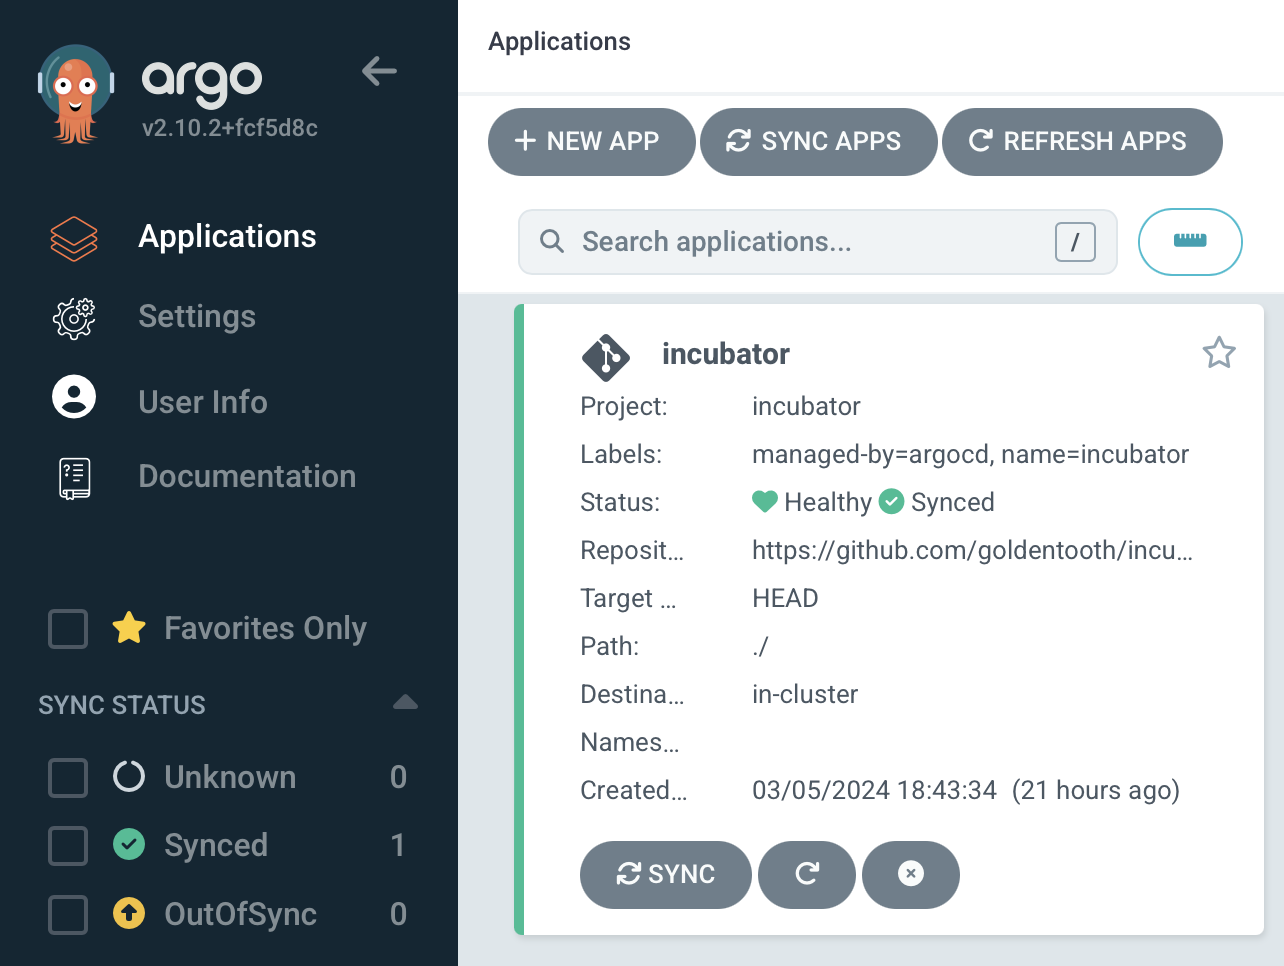 argo
v2.10.2+fcf5d8c
Applications
Settings
User Info
Documentation
Favorites Only
SYNC STATUS
Unknown 0
Synced 1
OutOfSync 0
Applications
+ NEW APP SYNC APPS REFRESH APPS
Search applications... /
incubator
Project: incubator
Labels: managed-by=argocd, name=incubator
Status: Healthy Synced
Reposit... https://github.com/goldentooth/incu...
Target ... HEAD
Path: ./
Destina... in-cluster
Names...
Created... 03/05/2024 18:43:34 (21 hours ago)
SYNC